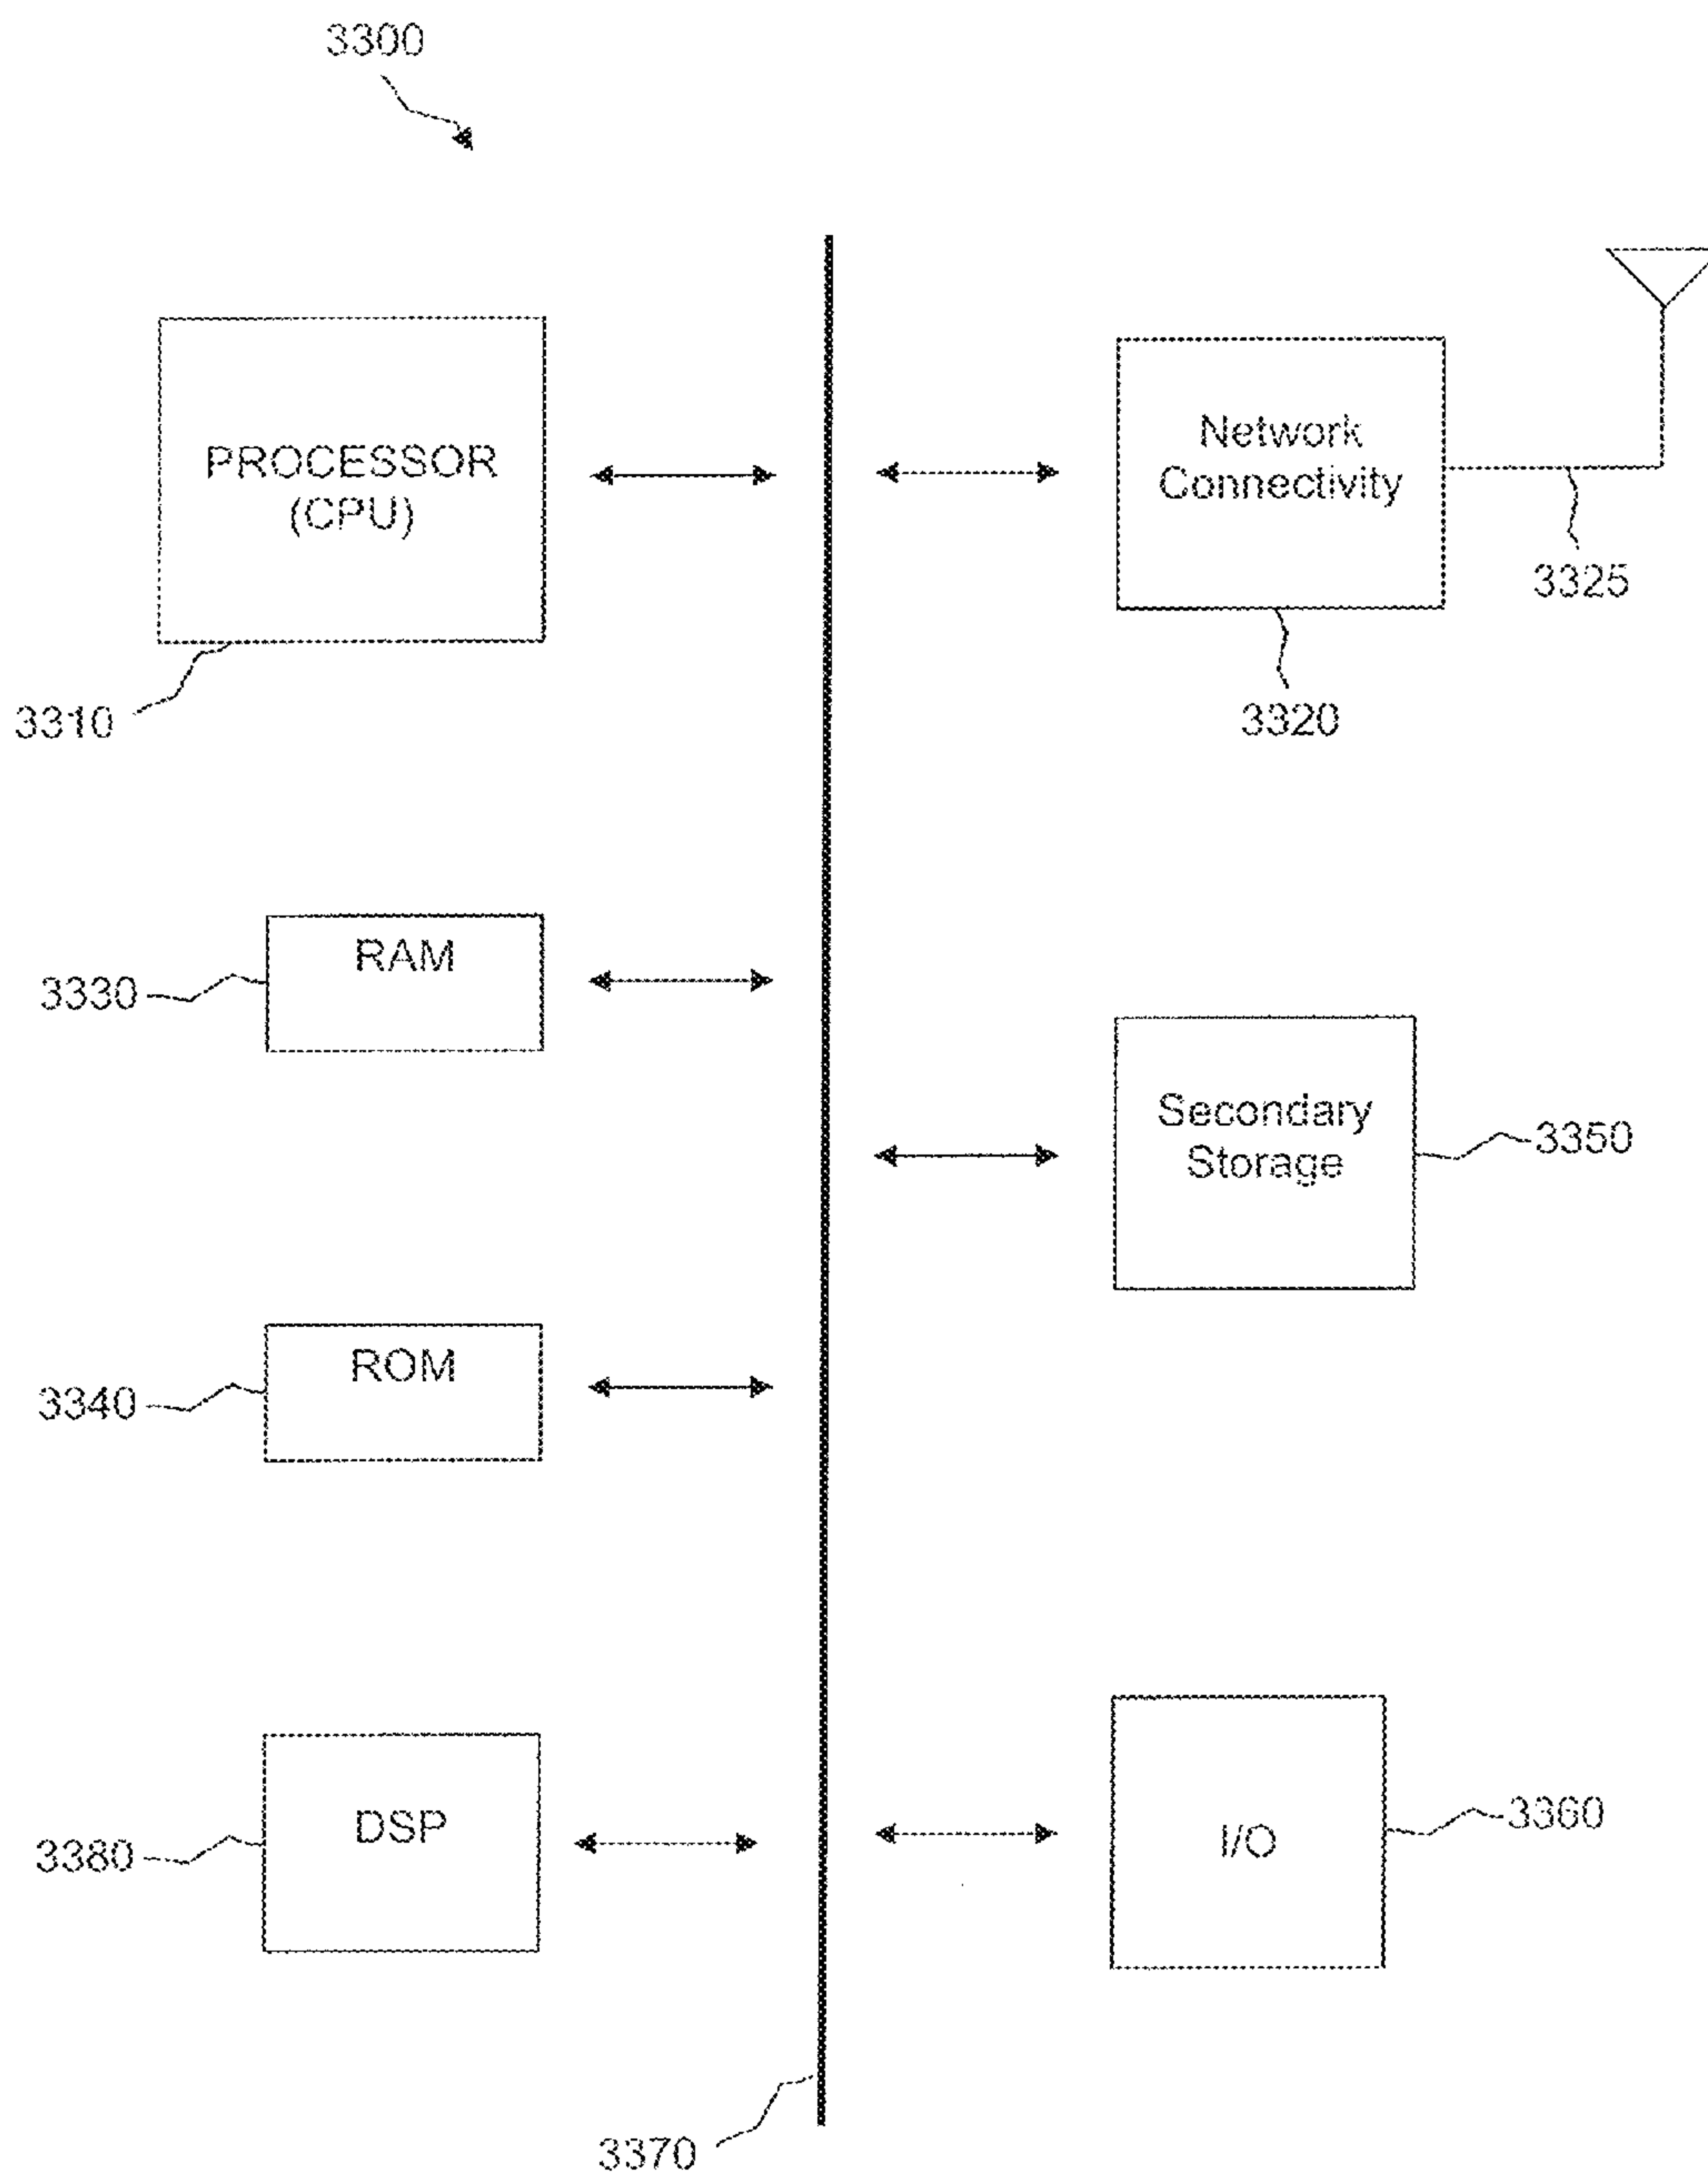 3300
PROCESSOR
(CPU)
3310
Network
Connectivity
3325
3320
RAM
3330
Secondary
Storage
3350
ROM
3340
DSP
3380
I/O
3360
3370